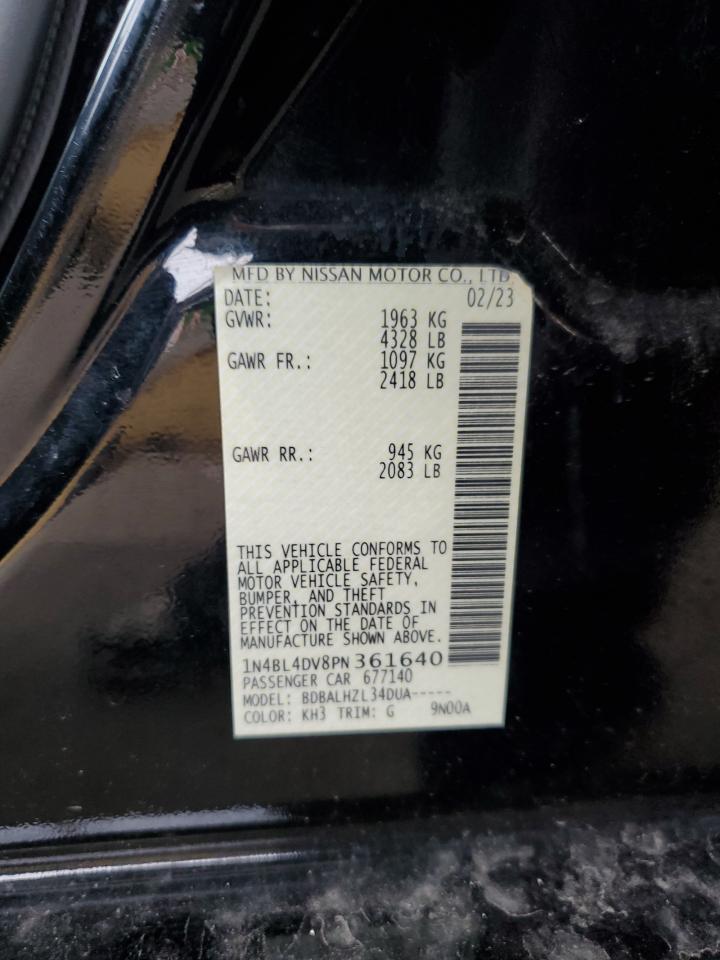 MFD BY NISSAN MOTOR CO., LTD
DATE: 02/23
GVWR: 1963 KG
4328 LB
GAWR FR.: 1097 KG
2418 LB
GAWR RR.: 945 KG
2083 LB
THIS VEHICLE CONFORMS TO
ALL APPLICABLE FEDERAL
MOTOR VEHICLE SAFETY,
BUMPER, AND THEFT
PREVENTION STANDARDS IN
EFFECT ON THE DATE OF
MANUFACTURE SHOWN ABOVE.
1N4BL4DV8PN361640
PASSENGER CAR 677140
MODEL: BDBALHZL34DUA-----
COLOR: KH3 TRIM: G 9N00A